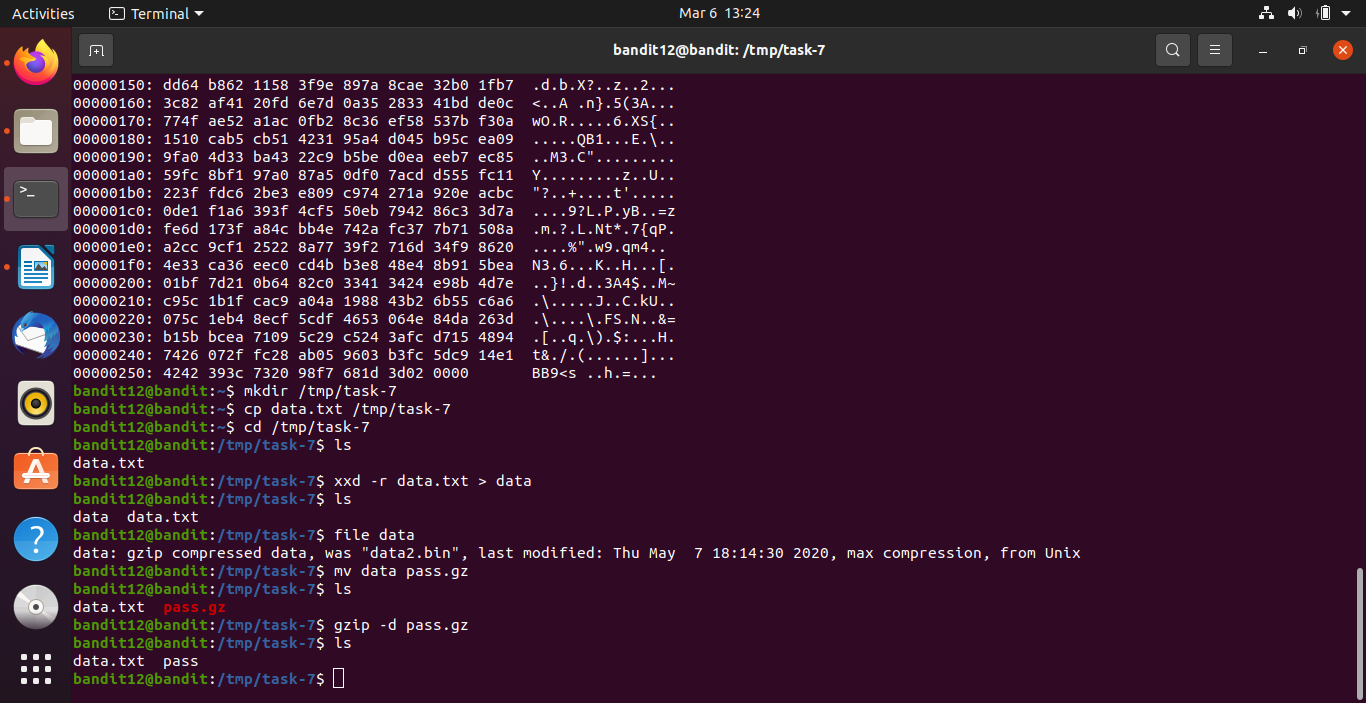 Activities Terminal Mar 6 13:24
bandit12@bandit: /tmp/task-7
00000150: dd64 b862 1158 3f9e 897a 8cae 32b0 1fb7  .d.b.X?..z..2...
00000160: 3c82 af41 20fd 6e7d 0a35 2833 41bd de0c  <..A .n}.5(3A...
00000170: 774f ae52 a1ac 0fb2 8c36 ef58 537b f30a  wO.R.....6.XS{..
00000180: 1510 cab5 cb51 4231 95a4 d045 b95c ea09  .....QB1...E.\..
00000190: 9fa0 4d33 ba43 22c9 b5be d0ea eeb7 ec85  ..M3.C".........
000001a0: 59fc 8bf1 97a0 87a5 0df7 7acd d555 fc11  Y.........z..U..
000001b0: 223f fdc6 2be3 e809 c974 271a 920e acbc  "?..+....t'.....
000001c0: 0de1 f1a6 393f 4cf5 50eb 7942 86c3 3d7a  ....9?L.P.yB..=z
000001d0: fe6d 173f a84c bb4e 742a fc37 7b71 508a  .m.?.L.Nt*.7{qP.
000001e0: a2cc 9cf1 2522 8a77 39f2 716d 34f9 8620  ....%".w9.qm4.. 
000001f0: 4e33 ca36 eec0 cd4b b3e8 48e4 8b91 5bea  N3.6...K..H...[.
00000200: 01bf 7d21 0b64 82c0 3341 3424 e98b 4d7e  ..}!.d..3A4$..M~
00000210: c95c 1b1f cac9 a04a 1988 43b2 6b55 c6a6  .\.....J..C.kU..
00000220: 075c 1eb4 8ecf 5cdf 4653 064e 84da 263d  .\....\.FS.N..&=
00000230: b15b bcea 7109 5c29 c524 3afc d715 4894  .[..q.\).$:...H.
00000240: 7426 072f fc28 ab05 9603 b3fc 5dc9 14e1  t&./.(......]...
00000250: 4242 393c 7320 98f7 681d 3d02 0000       BB9<s ..h.=...
bandit12@bandit:~$ mkdir /tmp/task-7
bandit12@bandit:~$ cp data.txt /tmp/task-7
bandit12@bandit:~$ cd /tmp/task-7
bandit12@bandit:/tmp/task-7$ ls
data.txt
bandit12@bandit:/tmp/task-7$ xxd -r data.txt > data
bandit12@bandit:/tmp/task-7$ ls
data  data.txt
bandit12@bandit:/tmp/task-7$ file data
data: gzip compressed data, was "data2.bin", last modified: Thu May  7 18:14:30 2020, max compression, from Unix
bandit12@bandit:/tmp/task-7$ mv data pass.gz
bandit12@bandit:/tmp/task-7$ ls
data.txt  pass.gz
bandit12@bandit:/tmp/task-7$ gzip -d pass.gz
bandit12@bandit:/tmp/task-7$ ls
data.txt  pass
bandit12@bandit:/tmp/task-7$